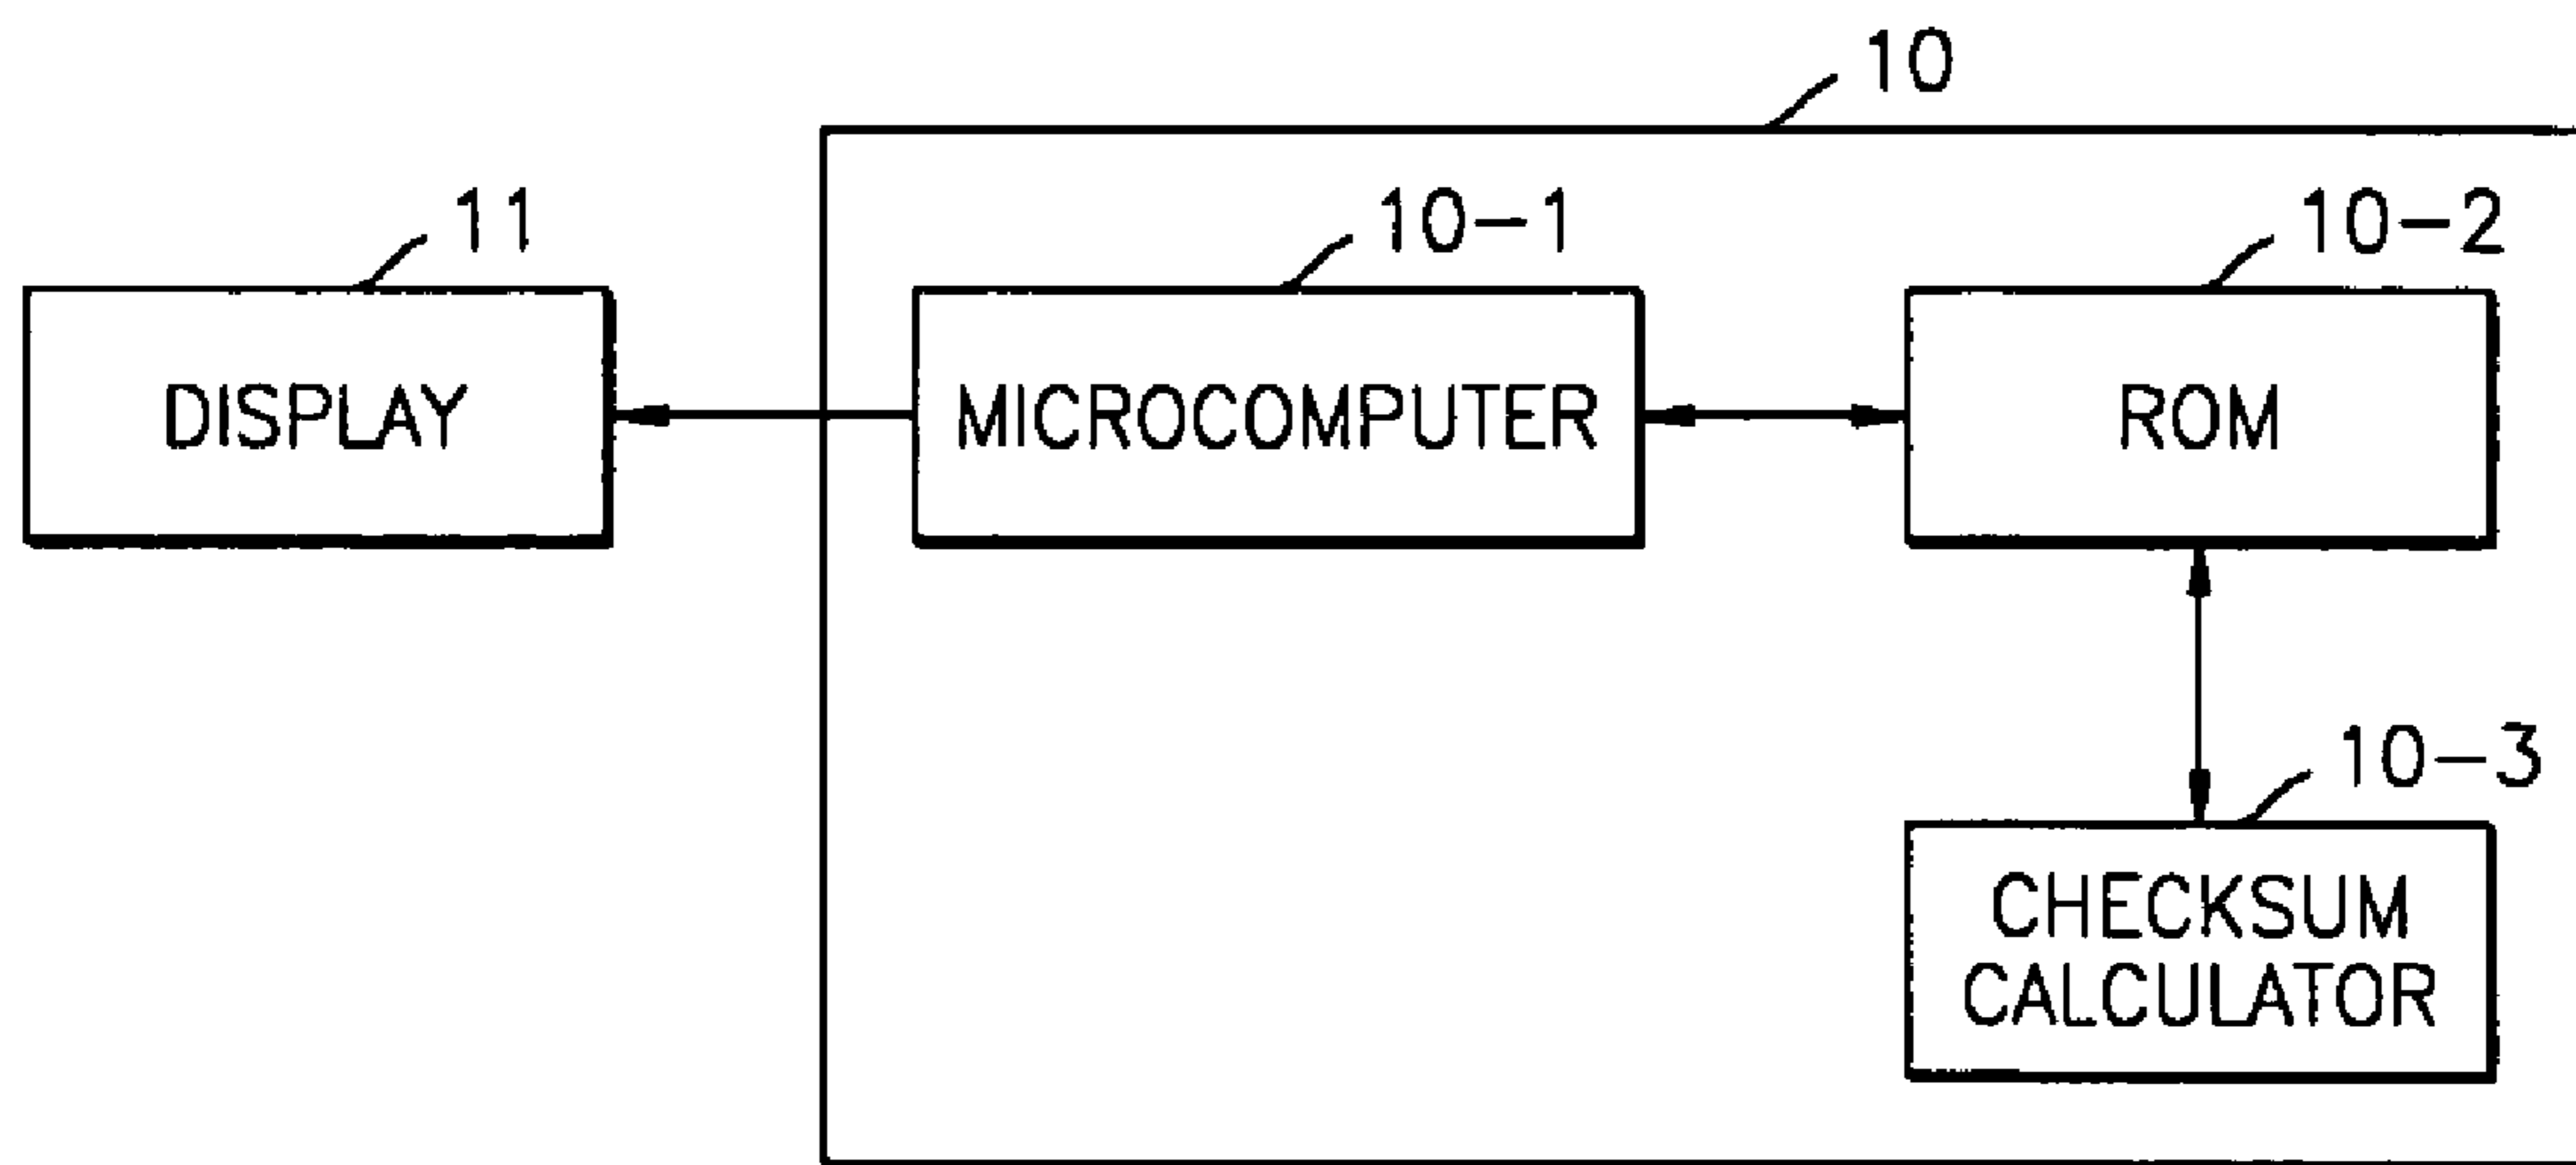 10
11
10-1
10-2
DISPLAY
MICROCOMPUTER
ROM
10-3
CHECKSUM
CALCULATOR